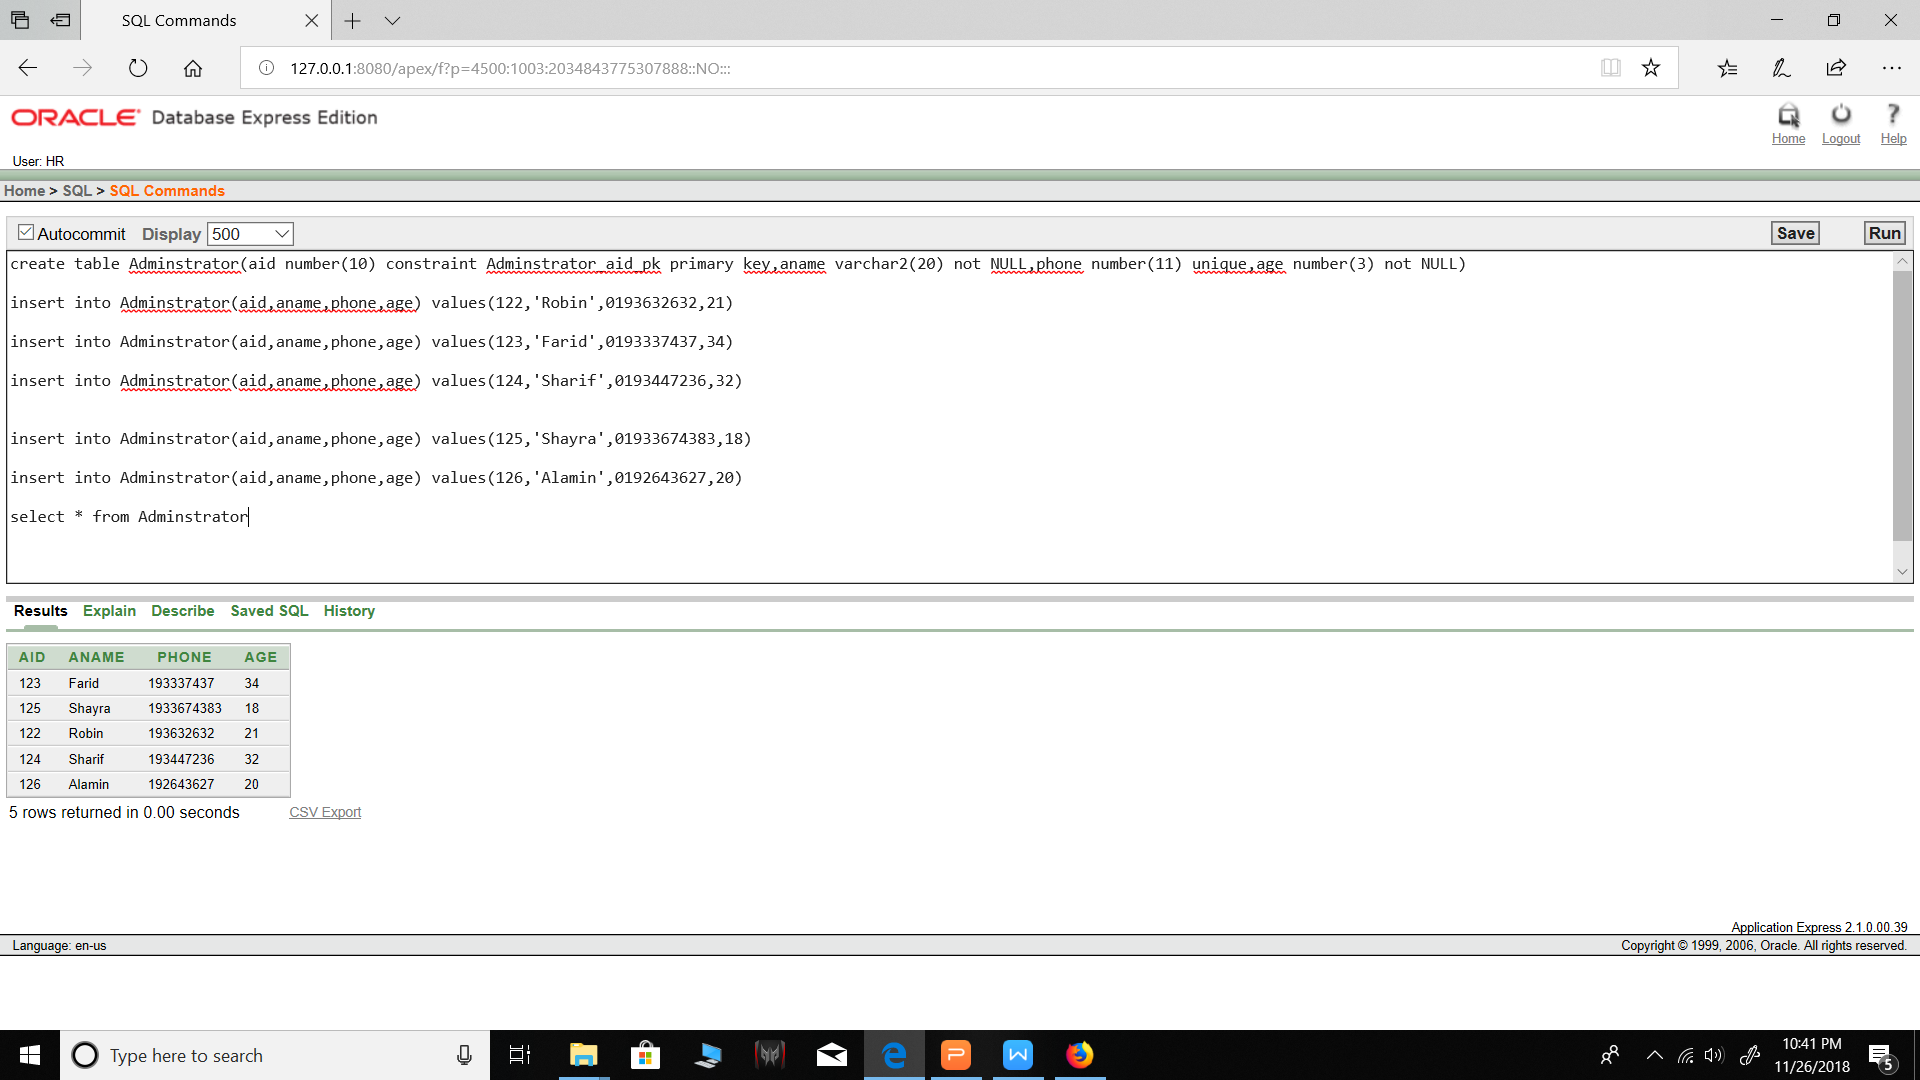 SQL Commands
127.0.0.1:8080/apex/f?p=4500:1003:2034843775307888::NO:::
ORACLE Database Express Edition
Home Logout Help
User: HR
Home > SQL > SQL Commands
Autocommit Display 500 Save Run
create table Adminstrator(aid number(10) constraint Adminstrator_aid_pk primary key,aname varchar2(20) not NULL,phone number(11) unique,age number(3) not NULL)
insert into Adminstrator(aid,aname,phone,age) values(122,'Robin',0193632632,21)
insert into Adminstrator(aid,aname,phone,age) values(123,'Farid',0193337437,34)
insert into Adminstrator(aid,aname,phone,age) values(124,'Sharif',0193447236,32)
insert into Adminstrator(aid,aname,phone,age) values(125,'Shayra',01933674383,18)
insert into Adminstrator(aid,aname,phone,age) values(126,'Alamin',0192643627,20)
select * from Adminstrator
Results Explain Describe Saved SQL History
AID ANAME PHONE AGE
123 Farid 193337437 34
125 Shayra 1933674383 18
122 Robin 193632632 21
124 Sharif 193447236 32
126 Alamin 192643627 20
5 rows returned in 0.00 seconds CSV Export
Application Express 2.1.0.00.39
Language: en-us Copyright © 1999, 2006, Oracle. All rights reserved.
Type here to search
10:41 PM
11/26/2018
5